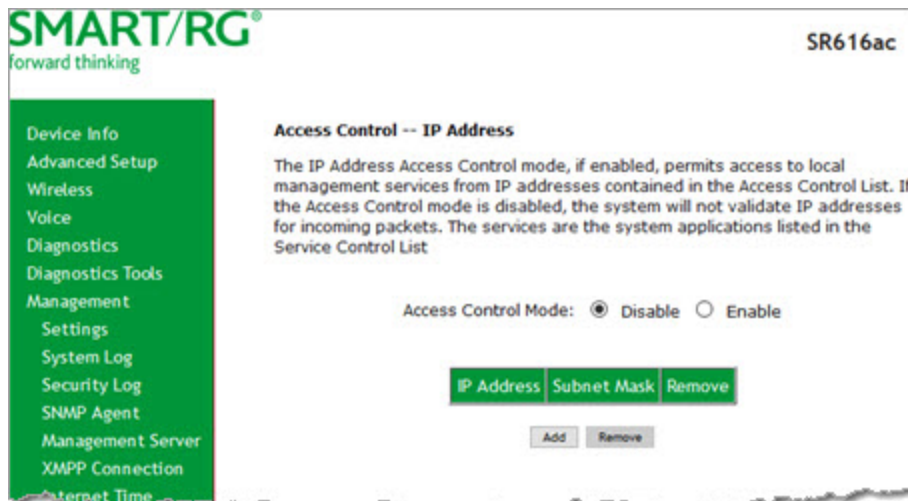 SMART/RG®
forward thinking
SR616ac
Device Info
Advanced Setup
Wireless
Voice
Diagnostics
Diagnostics Tools
Management
Settings
System Log
Security Log
SNMP Agent
Management Server
XMPP Connection
Internet Time
Access Control -- IP Address
The IP Address Access Control mode, if enabled, permits access to local
management services from IP addresses contained in the Access Control List. If
the Access Control mode is disabled, the system will not validate IP addresses
for incoming packets. The services are the system applications listed in the
Service Control List
Access Control Mode: Disable Enable
IP Address Subnet Mask Remove
Add Remove